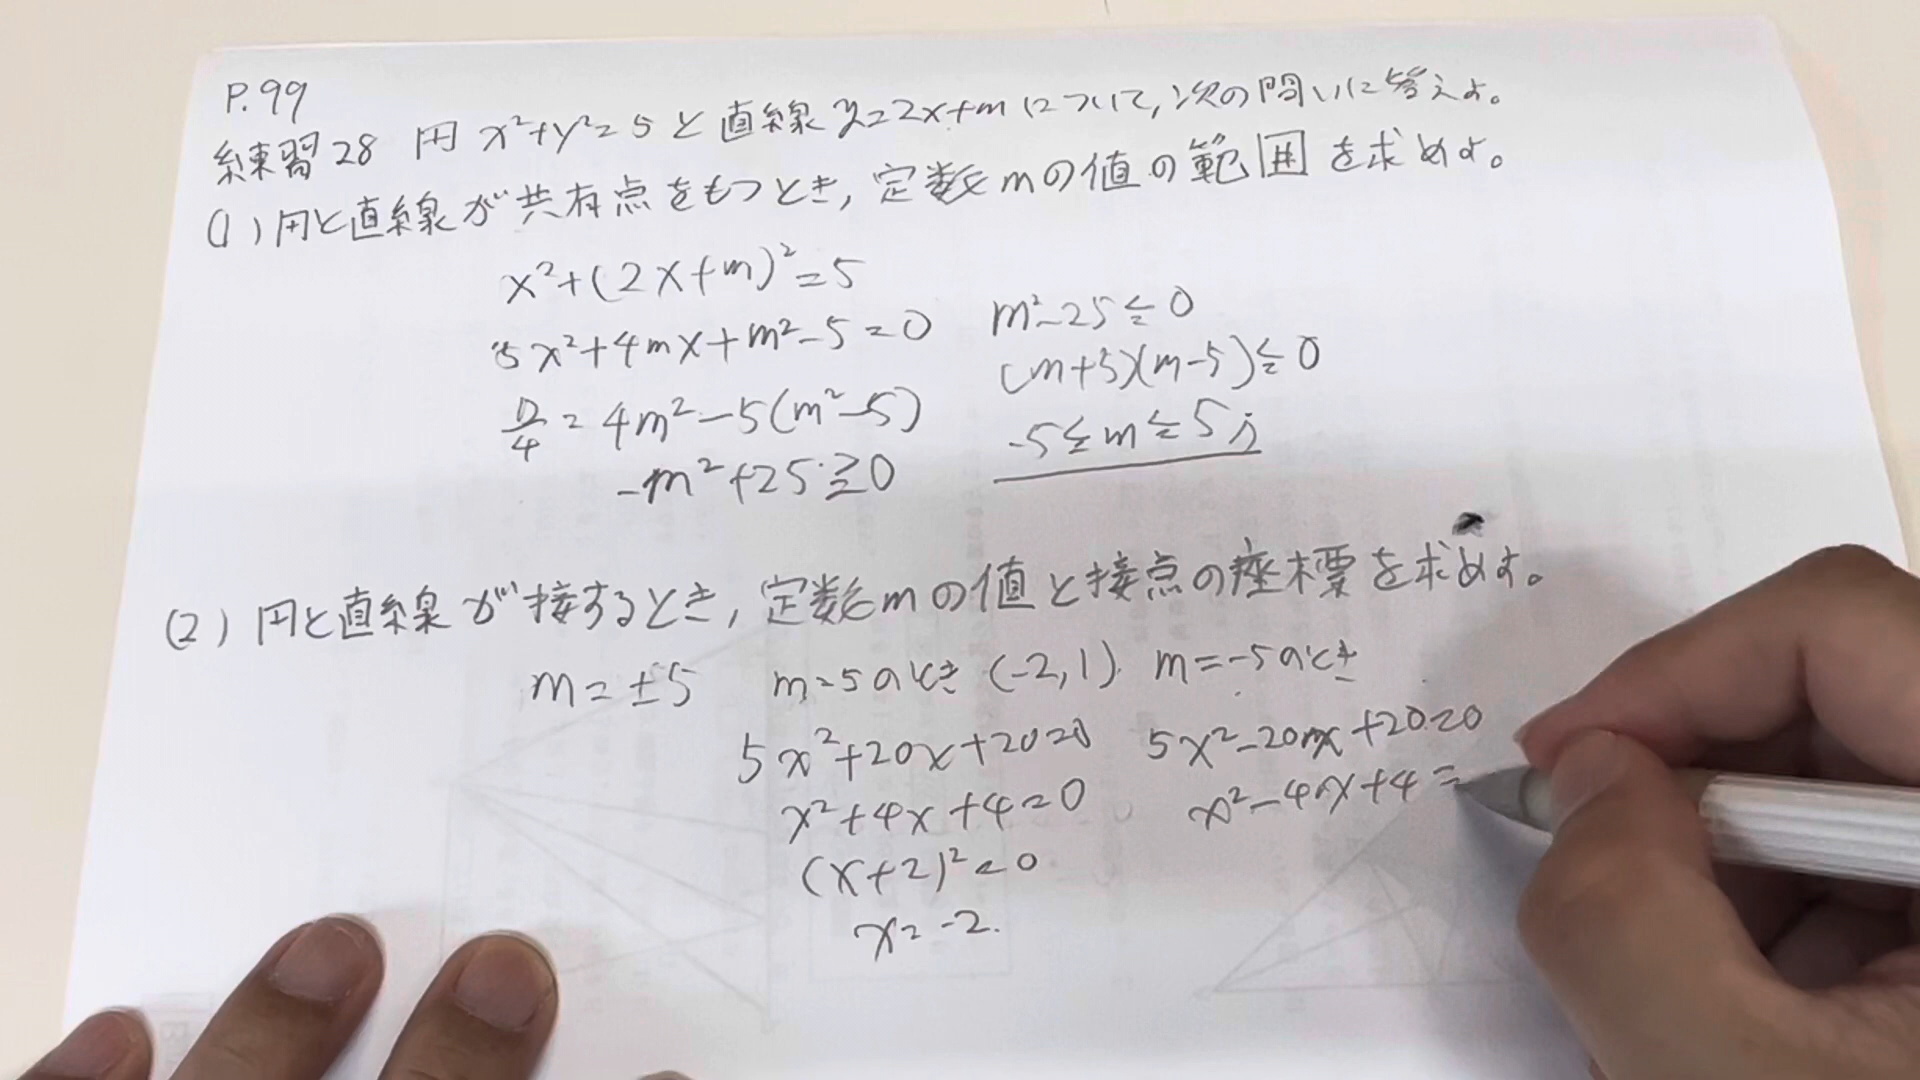 P.99
練習28 円 x²+y²=5 と直線 y=2x+m について,次の問いに答えよ。
(1) 円と直線が共有点をもつとき,定数mの値の範囲を求めよ。
x²+(2x+m)²=5
5x²+4mx+m²-5=0
D/4=4m²-5(m²-5)
-m²+25≧0
m²-25≦0
(m+5)(m-5)≦0
-5≦m≦5
(2) 円と直線が接するとき,定数mの値と接点の座標を求めよ。
m=±5
m=5のとき (-2,1)
5x²+20x+20=0
x²+4x+4=0
(x+2)²=0
x=-2.
m=-5のとき
5x²-20x+20=0
x²-4x+4=